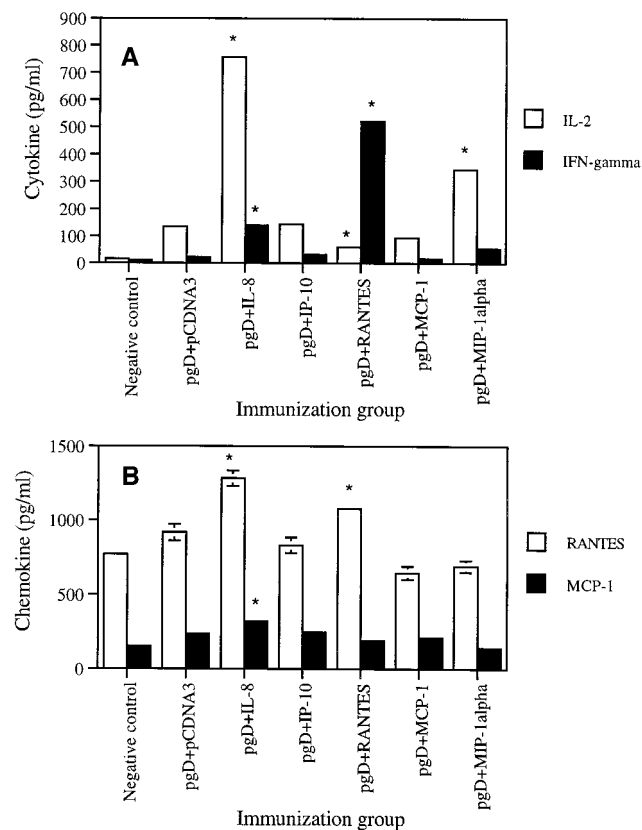 900
800
700
600
500
400
300
200
100
0
Cytokine (pg/ml)
A
*
*
*
*
*
IL-2
IFN-gamma
Negative control
pgD+pCDNA3
pgD+IL-8
pgD+IP-10
pgD+RANTES
pgD+MCP-1
pgD+MIP-1alpha
Immunization group
1500
1000
500
0
Chemokine (pg/ml)
B
*
*
*
RANTES
MCP-1
Negative control
pgD+pCDNA3
pgD+IL-8
pgD+IP-10
pgD+RANTES
pgD+MCP-1
pgD+MIP-1alpha
Immunization group